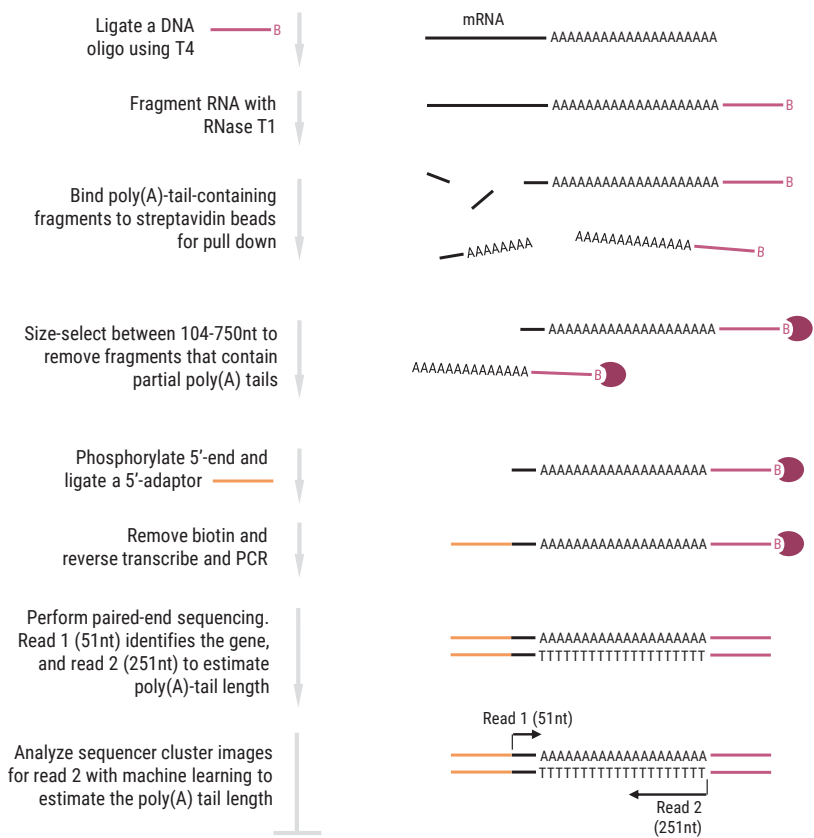 Ligate a DNA
oligo using T4
B
mRNA
AAAAAAAAAAAAAAAAAAAA
Fragment RNA with
RNase T1
AAAAAAAAAAAAAAAAAAAA
B
Bind poly(A)-tail-containing
fragments to streptavidin beads
for pull down
AAAAAAAAAAAAAAAAAAAA
B
AAAAAAAA
AAAAAAAAAAAAAA
B
Size-select between 104-750nt to
remove fragments that contain
partial poly(A) tails
AAAAAAAAAAAAAAAAAAAA
B
AAAAAAAAAAAAAA
B
Phosphorylate 5'-end and
ligate a 5'-adaptor
AAAAAAAAAAAAAAAAAAAA
B
Remove biotin and
reverse transcribe and PCR
AAAAAAAAAAAAAAAAAAAA
B
Perform paired-end sequencing.
Read 1 (51nt) identifies the gene,
and read 2 (251nt) to estimate
poly(A)-tail length
AAAAAAAAAAAAAAAAAAAA
TTTTTTTTTTTTTTTTTTTT
Analyze sequencer cluster images
for read 2 with machine learning to
estimate the poly(A) tail length
Read 1 (51nt)
AAAAAAAAAAAAAAAAAAAA
TTTTTTTTTTTTTTTTTTTT
Read 2
(251nt)